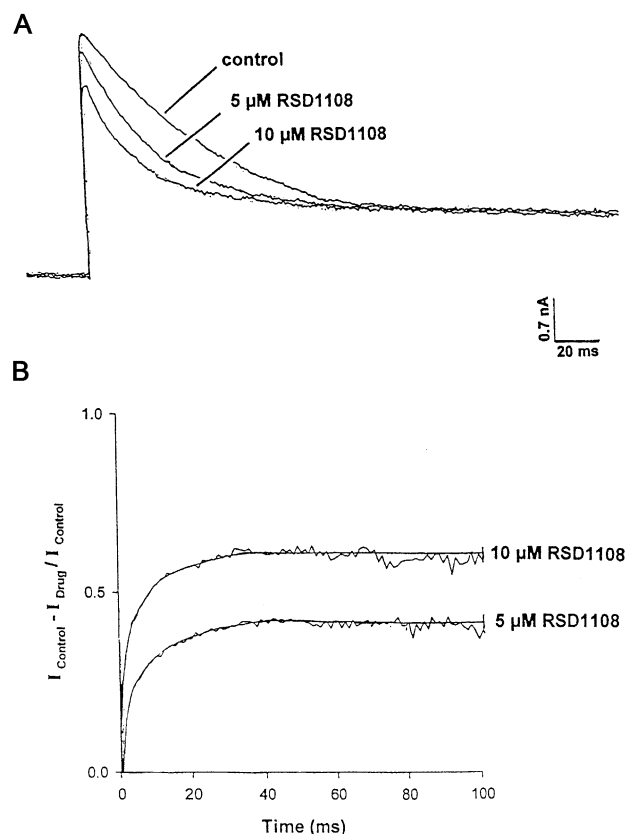 A
control
5 µM RSD1108
10 µM RSD1108
0.7 nA
20 ms
B
1.0
0.5
0.0
I Control - I Drug / I Control
10 µM RSD1108
5 µM RSD1108
0
20
40
60
80
100
Time (ms)